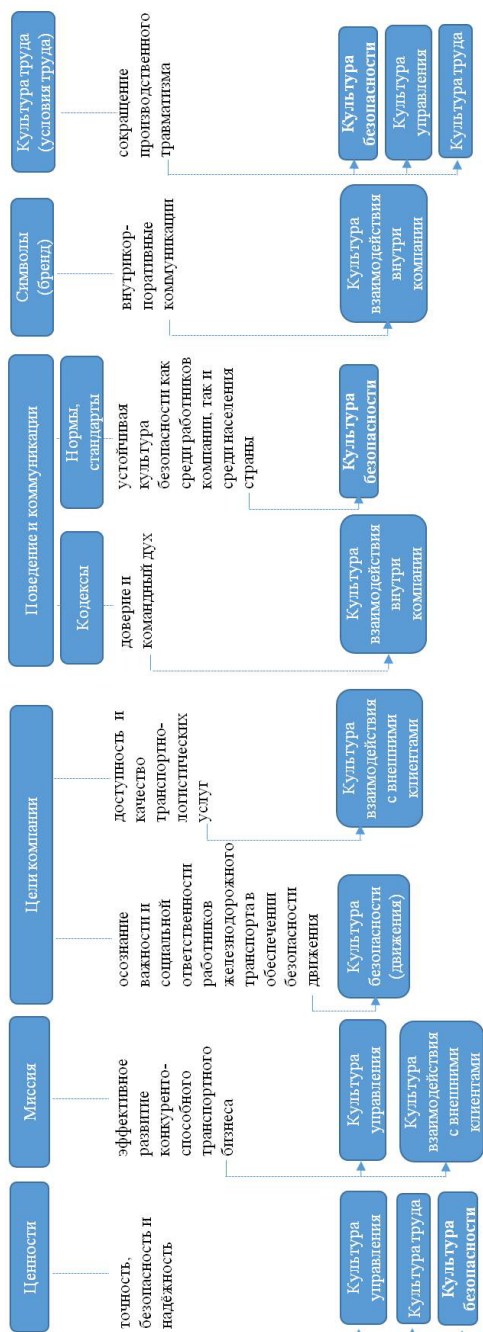 Ценности
точность,
безопасность и
надёжность
Культура
управления
Культура труда
Культура
безопасности
Миссия
эффективное
развитие
конкуренто-
способного
транспортного
бизнеса
Культура
управления
Культура
взаимодействия
с внешними
клиентами
Цели компании
осознание
важности и
социальной
ответственности
работников
железнодорожного
транспорта в
обеспечении
безопасности
движения
Культура
безопасности
(движения)
доступность и
качество
транспортно-
логистических
услуг
Культура
взаимодействия
с внешними
клиентами
Поведение и коммуникации
Кодексы
доверие и
командный дух
Культура
взаимодействия
внутри
компании
Нормы,
стандарты
устойчивая
культура
безопасности как
среди работников
компании, так и
среди населения
страны
Культура
безопасности
Символы
(бренд)
внутрикор-
поративные
коммуникации
Культура
взаимодействия
внутри
компании
Культура труда
(условия труда)
сокращение
производственного
травматизма
Культура
безопасности
Культура
управления
Культура труда